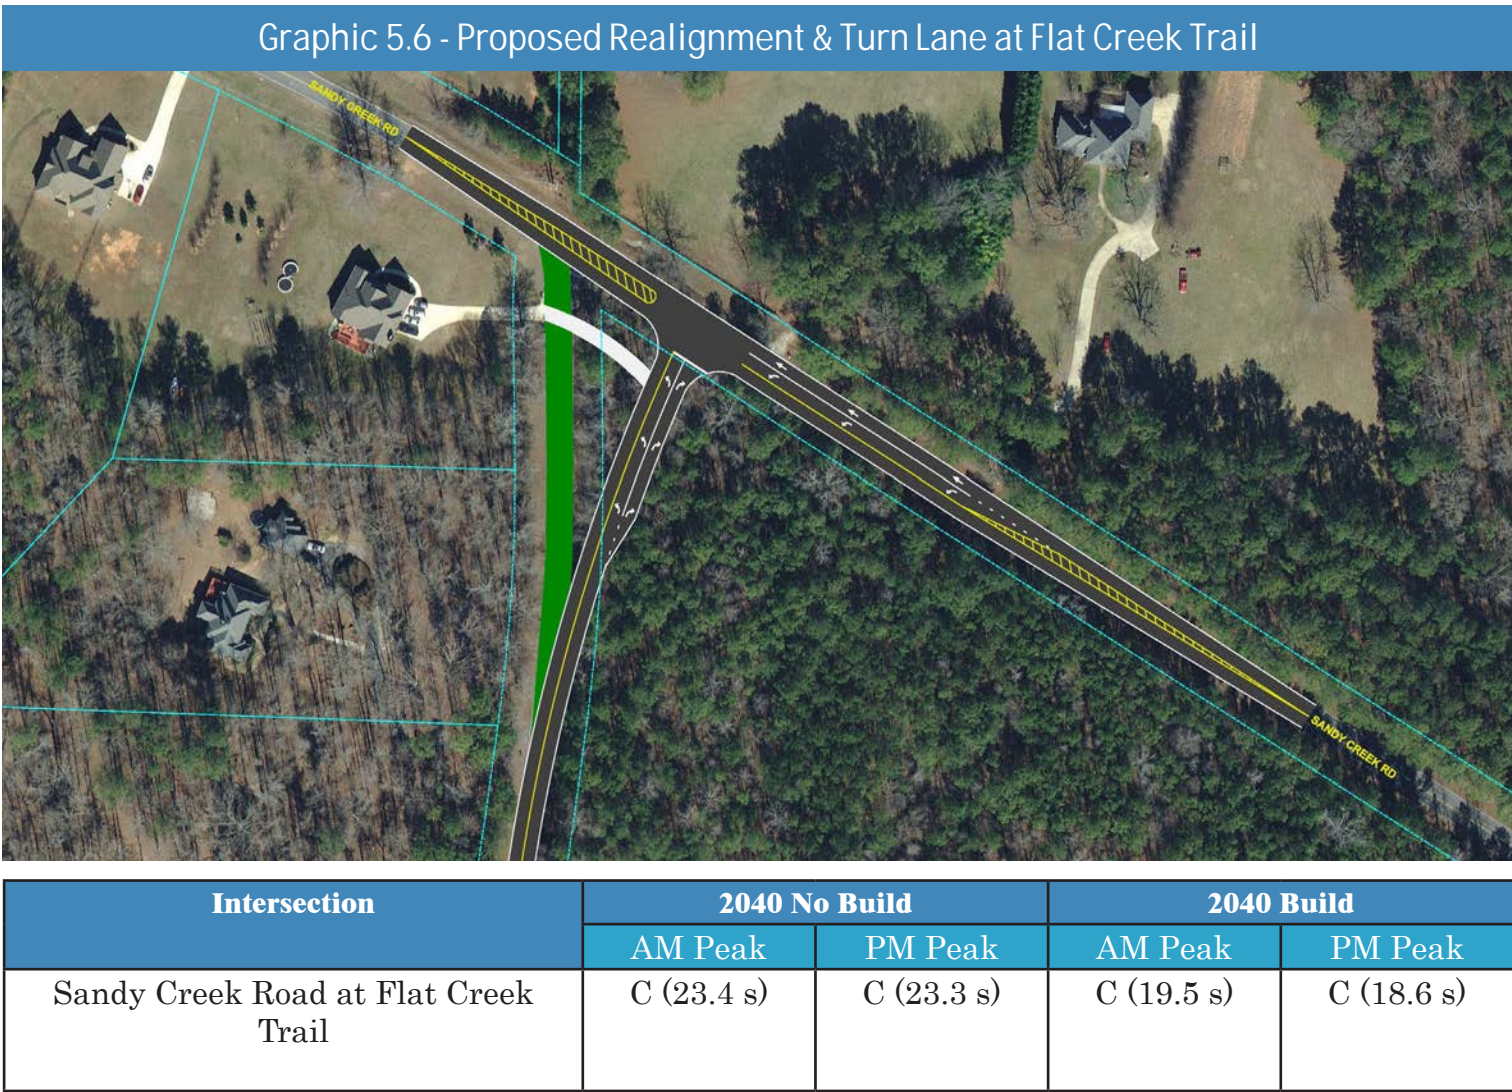 Graphic 5.6 - Proposed Realignment & Turn Lane at Flat Creek Trail
SANDY CREEK RD
SANDY CREEK RD
Intersection 2040 No Build 2040 Build
AM Peak PM Peak AM Peak PM Peak
Sandy Creek Road at Flat Creek C (23.4 s) C (23.3 s) C (19.5 s) C (18.6 s)
Trail